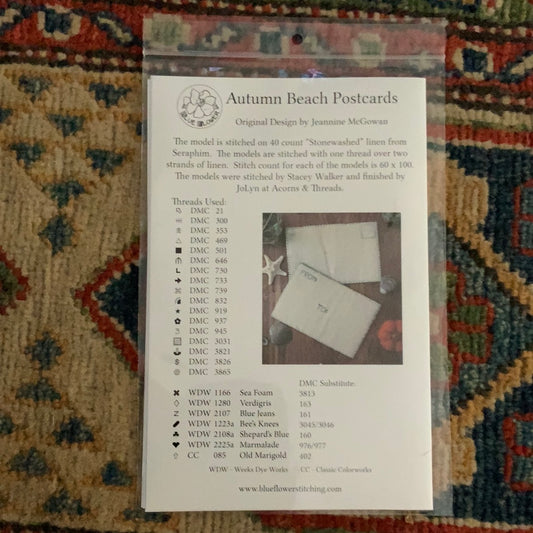 BLUE FLOWER
Autumn Beach Postcards
Original Design by Jeannine McGowan
The model is stitched on 40 count "Stonewashed" linen from
Seraphim. The models are stitched with one thread over two
strands of linen. Stitch count for each of the models is 60 x 100.
The models were stitched by Stacey Walker and finished by
JoLyn at Acorns & Threads.
Threads Used:
DMC 21
DMC 300
DMC 353
DMC 469
DMC 501
DMC 646
DMC 730
DMC 733
DMC 739
DMC 832
DMC 919
DMC 937
DMC 945
DMC 3031
DMC 3821
DMC 3826
DMC 3865
FROM
TO:
DMC Substitute:
WDW 1166 Sea Foam 3813
WDW 1280 Verdigris 163
WDW 2107 Blue Jeans 161
WDW 1223a Bee's Knees 3045/3046
WDW 2108a Shepard's Blue 160
WDW 2225a Marmalade 976/977
CC 085 Old Marigold 402
WDW - Weeks Dye Works CC - Classic Colorworks
www.blueflowerstitching.com